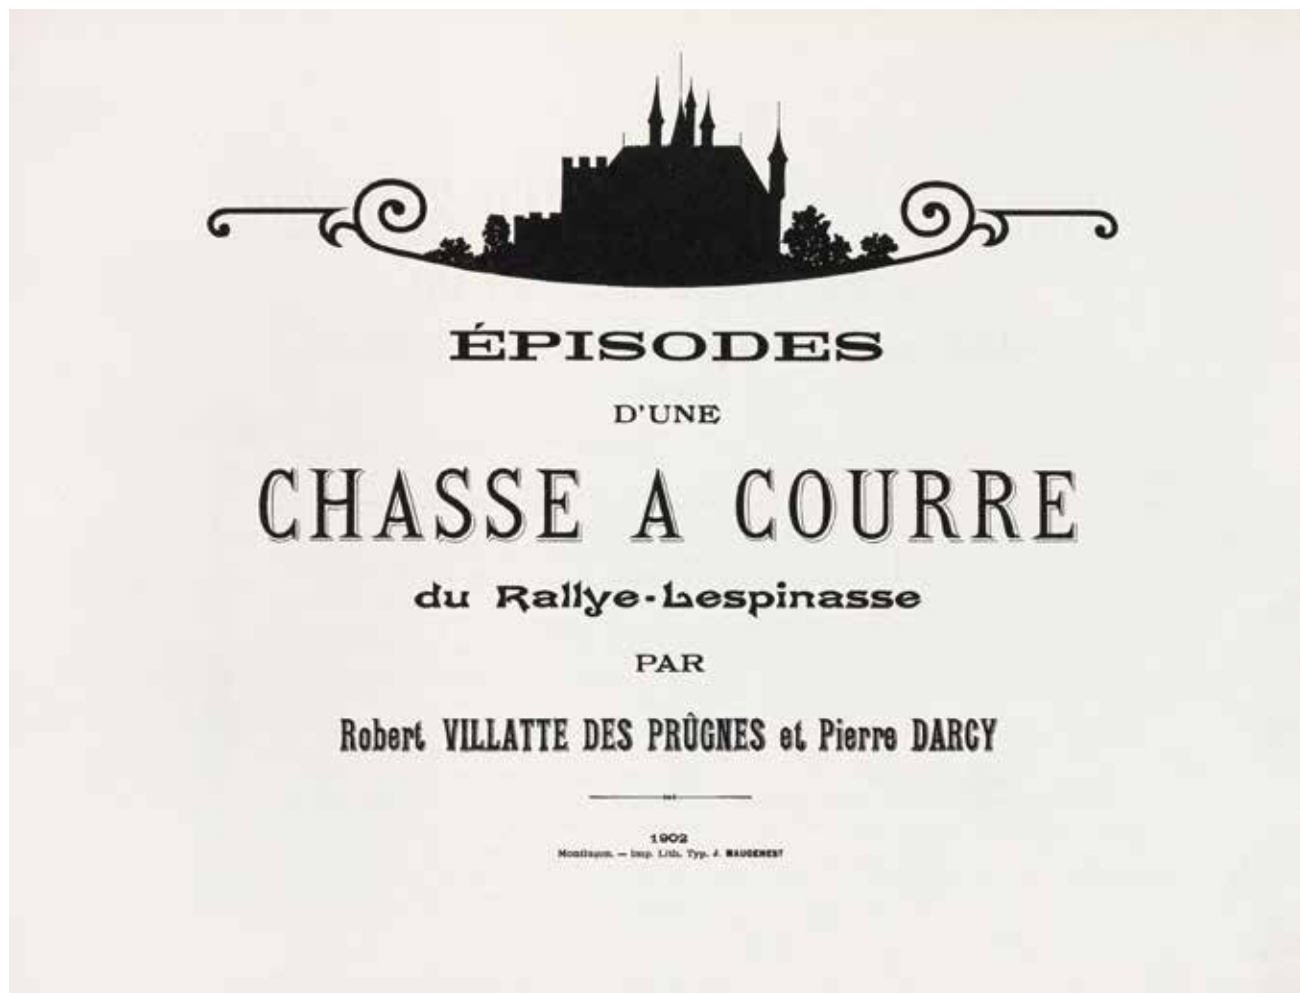 ÉPISODES
D'UNE
CHASSE A COURRE
du Rallye-Lespinasse
PAR
Robert VILLATTE DES PRÛGNES et Pierre DARCY
1902
Montluçon. — Imp. Lith. Typ. J. MAUGENEST